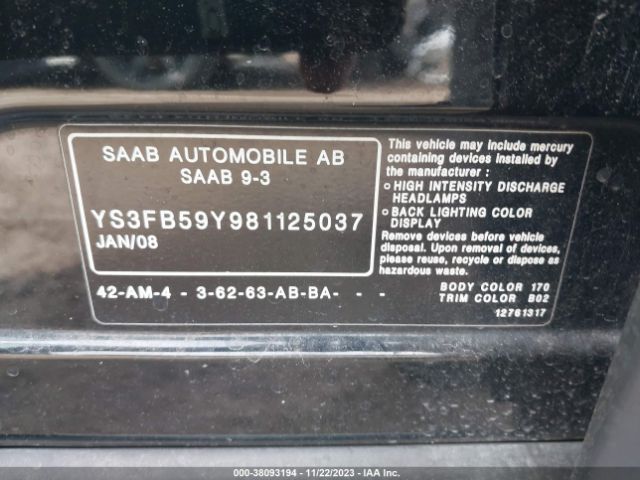 SAAB AUTOMOBILE AB
SAAB 9-3
YS3FB59Y981125037
JAN/08
42-AM-4 - 3-62-63-AB-BA- - -
This vehicle may include mercury
containing devices installed by
the manufacturer :
o HIGH INTENSITY DISCHARGE
HEADLAMPS
o BACK LIGHTING COLOR
DISPLAY
Remove devices before vehicle
disposal. Upon removal of devices,
please reuse, recycle or dispose as
hazardous waste.
BODY COLOR 170
TRIM COLOR B02
12761317
000-38093194 - 11/22/2023 - IAA Inc.